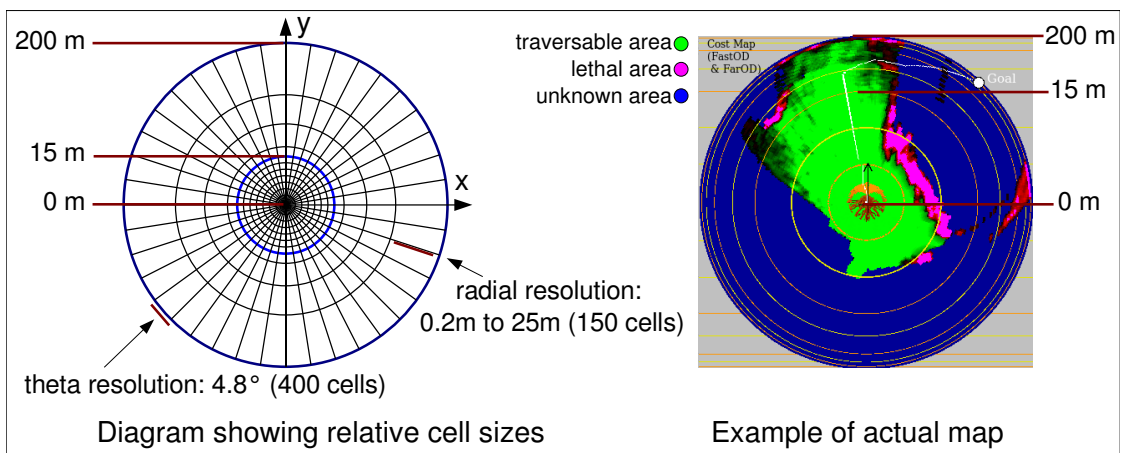 y
200 m
15 m
0 m
x
radial resolution:
0.2m to 25m (150 cells)
theta resolution: 4.8° (400 cells)
Diagram showing relative cell sizes
traversable area
lethal area
unknown area
Cost Map
(FastOD
& FarOD)
Goal
200 m
15 m
0 m
Example of actual map